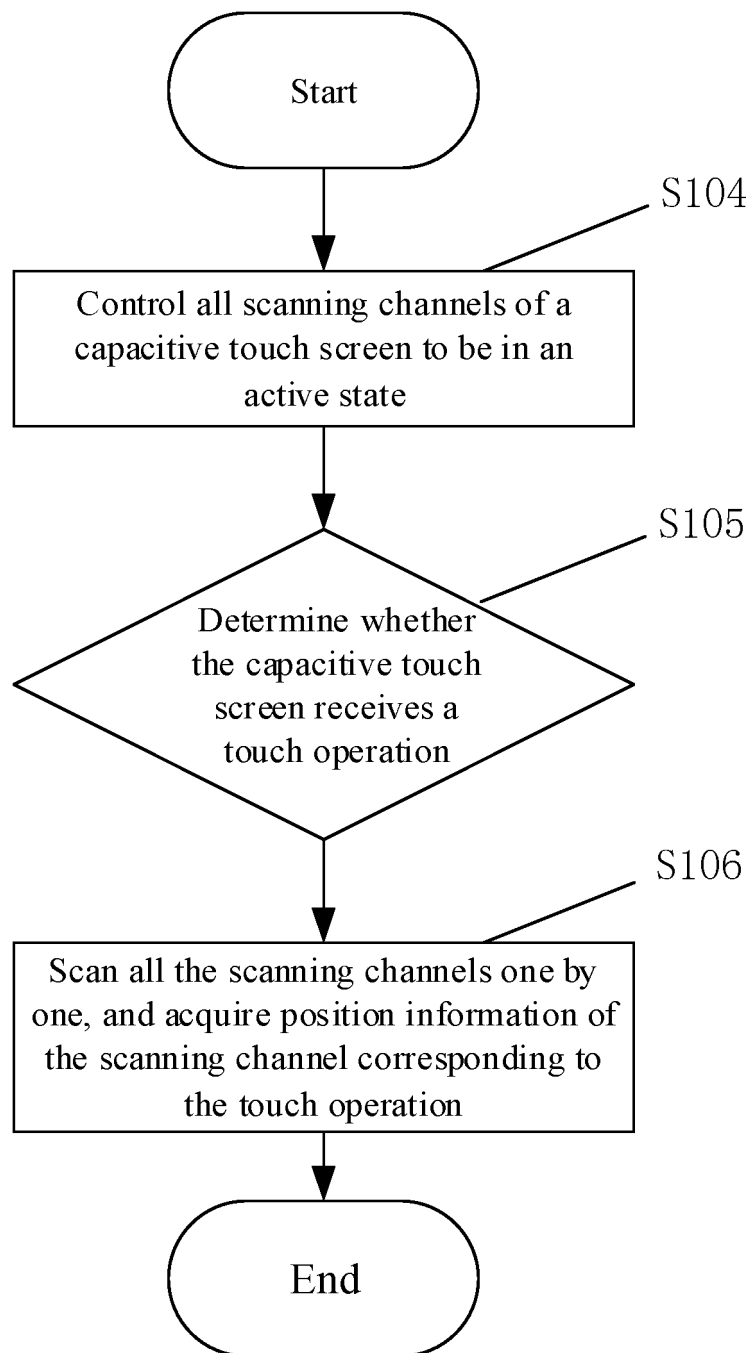 Start
S104
Control all scanning channels of a
capacitive touch screen to be in an
active state
S105
Determine whether
the capacitive touch
screen receives a
touch operation
S106
Scan all the scanning channels one by
one, and acquire position information of
the scanning channel corresponding to
the touch operation
End